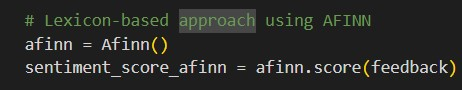 # Lexicon-based approach using AFINN
afinn = Afinn()
sentiment_score_afinn = afinn.score(feedback)